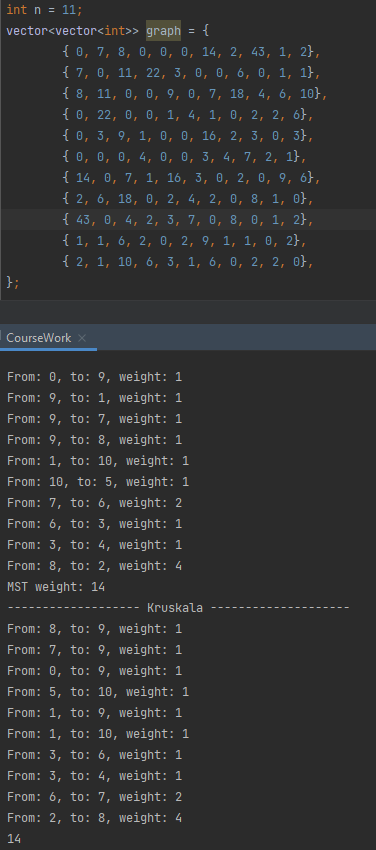 int n = 11;
vector<vector<int>> graph = {
{ 0, 7, 8, 0, 0, 0, 14, 2, 43, 1, 2},
{ 7, 0, 11, 22, 3, 0, 0, 6, 0, 1, 1},
{ 8, 11, 0, 0, 9, 0, 7, 18, 4, 6, 10},
{ 0, 22, 0, 0, 1, 4, 1, 0, 2, 2, 6},
{ 0, 3, 9, 1, 0, 0, 16, 2, 3, 0, 3},
{ 0, 0, 0, 4, 0, 0, 3, 4, 7, 2, 1},
{ 14, 0, 7, 1, 16, 3, 0, 2, 0, 9, 6},
{ 2, 6, 18, 0, 2, 4, 2, 0, 8, 1, 0},
{ 43, 0, 4, 2, 3, 7, 0, 8, 0, 1, 2},
{ 1, 1, 6, 2, 0, 2, 9, 1, 1, 0, 2},
{ 2, 1, 10, 6, 3, 1, 6, 0, 2, 2, 0},
};
CourseWork
From: 0, to: 9, weight: 1
From: 9, to: 1, weight: 1
From: 9, to: 7, weight: 1
From: 9, to: 8, weight: 1
From: 1, to: 10, weight: 1
From: 10, to: 5, weight: 1
From: 7, to: 6, weight: 2
From: 6, to: 3, weight: 1
From: 3, to: 4, weight: 1
From: 8, to: 2, weight: 4
MST weight: 14
------------------ Kruskala -------------------
From: 8, to: 9, weight: 1
From: 7, to: 9, weight: 1
From: 0, to: 9, weight: 1
From: 5, to: 10, weight: 1
From: 1, to: 9, weight: 1
From: 1, to: 10, weight: 1
From: 3, to: 6, weight: 1
From: 3, to: 4, weight: 1
From: 6, to: 7, weight: 2
From: 2, to: 8, weight: 4
14